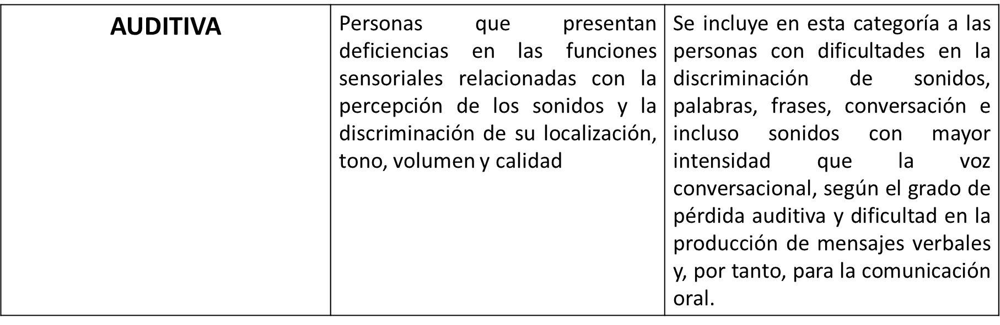 AUDITIVA
Personas que presentan
deficiencias en las funciones
sensoriales relacionadas con la
percepción de los sonidos y la
discriminación de su localización,
tono, volumen y calidad
Se incluye en esta categoría a las
personas con dificultades en la
discriminación de sonidos,
palabras, frases, conversación e
incluso sonidos con mayor
intensidad que la voz
conversacional, según el grado de
pérdida auditiva y dificultad en la
producción de mensajes verbales
y, por tanto, para la comunicación
oral.